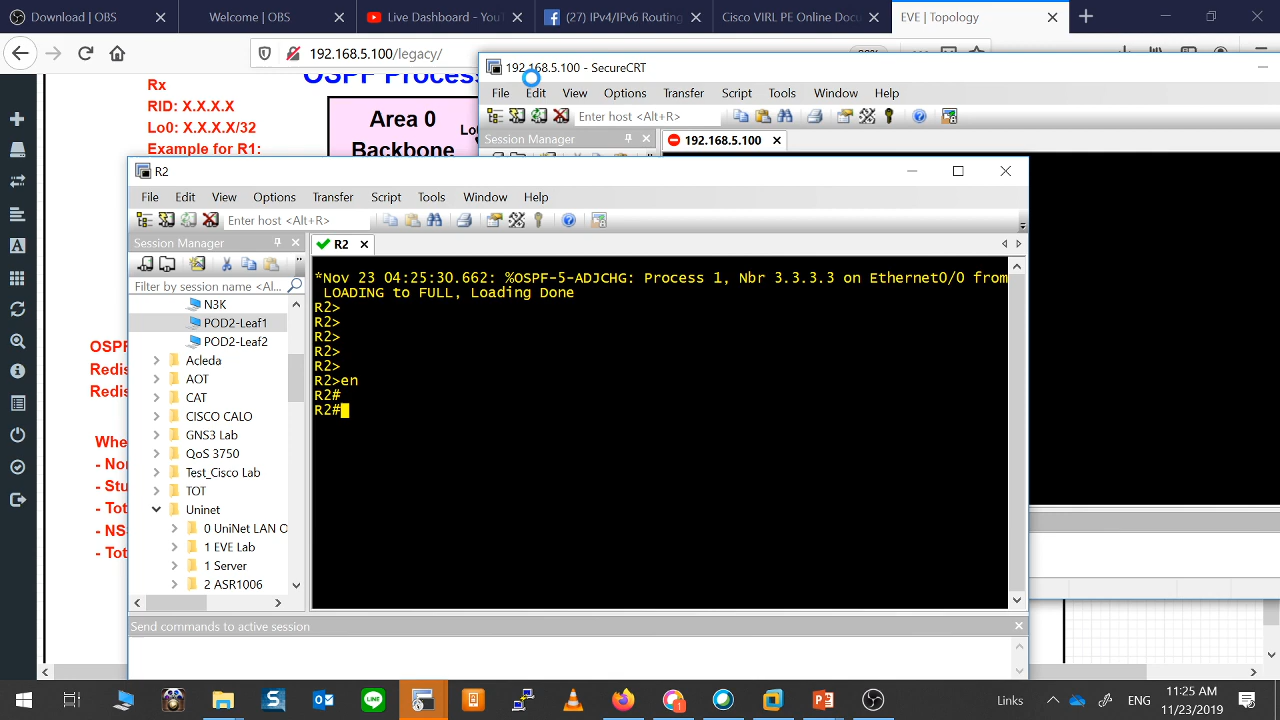 Download | OBS
Welcome | OBS
Live Dashboard - YouT
(27) IPv4/IPv6 Routing
Cisco VIRL PE Online Docu
EVE | Topology
192.168.5.100/legacy/
Rx
RID: X.X.X.X
Lo0: X.X.X.X/32
Example for R1:
OSPF Process
Area 0
Backbone
Lo
192.168.5.100 - SecureCRT
File Edit View Options Transfer Script Tools Window Help
Enter host <Alt+R>
Session Manager
192.168.5.100
R2
File Edit View Options Transfer Script Tools Window Help
Enter host <Alt+R>
Session Manager
R2
Filter by session name <Al...
N3K
POD2-Leaf1
POD2-Leaf2
Acleda
AOT
CAT
CISCO CALO
GNS3 Lab
QoS 3750
Test_Cisco Lab
TOT
Uninet
0 UniNet LAN O
1 EVE Lab
1 Server
2 ASR1006
*Nov 23 04:25:30.662: %OSPF-5-ADJCHG: Process 1, Nbr 3.3.3.3 on Ethernet0/0 from
LOADING to FULL, Loading Done
R2>
R2>
R2>
R2>
R2>
R2>en
R2#
R2#
Send commands to active session
OSPF
Redis
Redis
Whe
- Nor
- Stu
- Tot
- NS
- Tot
Links
ENG
11:25 AM
11/23/2019